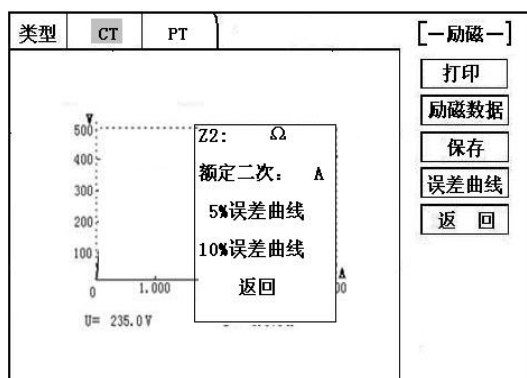 类型 CT PT
[—励磁—]
打印
励磁数据
保存
误差曲线
返 回
V
500
400
300
200
100
0 1.000 00
A
U= 235.0V
Z2: Ω
额定二次: A
5%误差曲线
10%误差曲线
返回